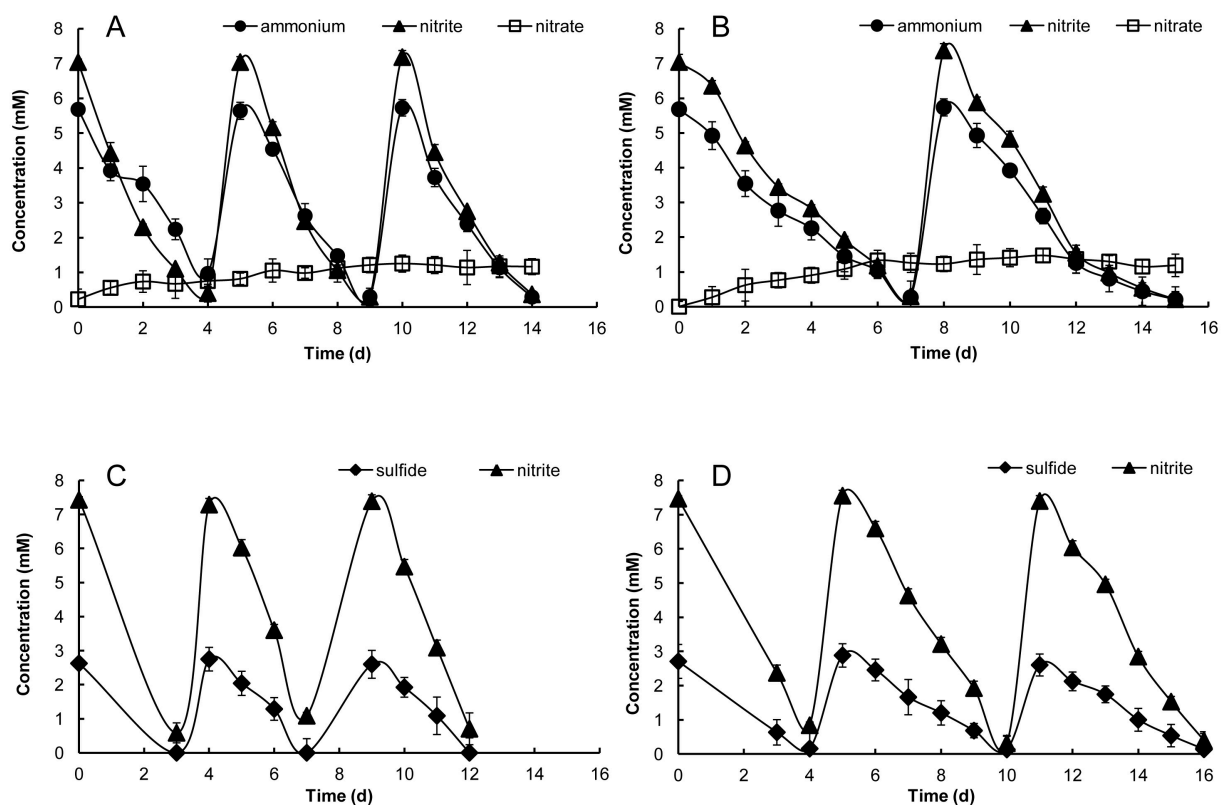 A
ammonium nitrite nitrate
8
7
6
5
4
3
2
1
0
Concentration (mM)
0 2 4 6 8 10 12 14 16
Time (d)
B
ammonium nitrite nitrate
8
7
6
5
4
3
2
1
0
Concentration (mM)
0 2 4 6 8 10 12 14 16
Time (d)
C
sulfide nitrite
8
7
6
5
4
3
2
1
0
Concentration (mM)
0 2 4 6 8 10 12 14 16
Time (d)
D
sulfide nitrite
8
7
6
5
4
3
2
1
0
Concentration (mM)
0 2 4 6 8 10 12 14 16
Time (d)